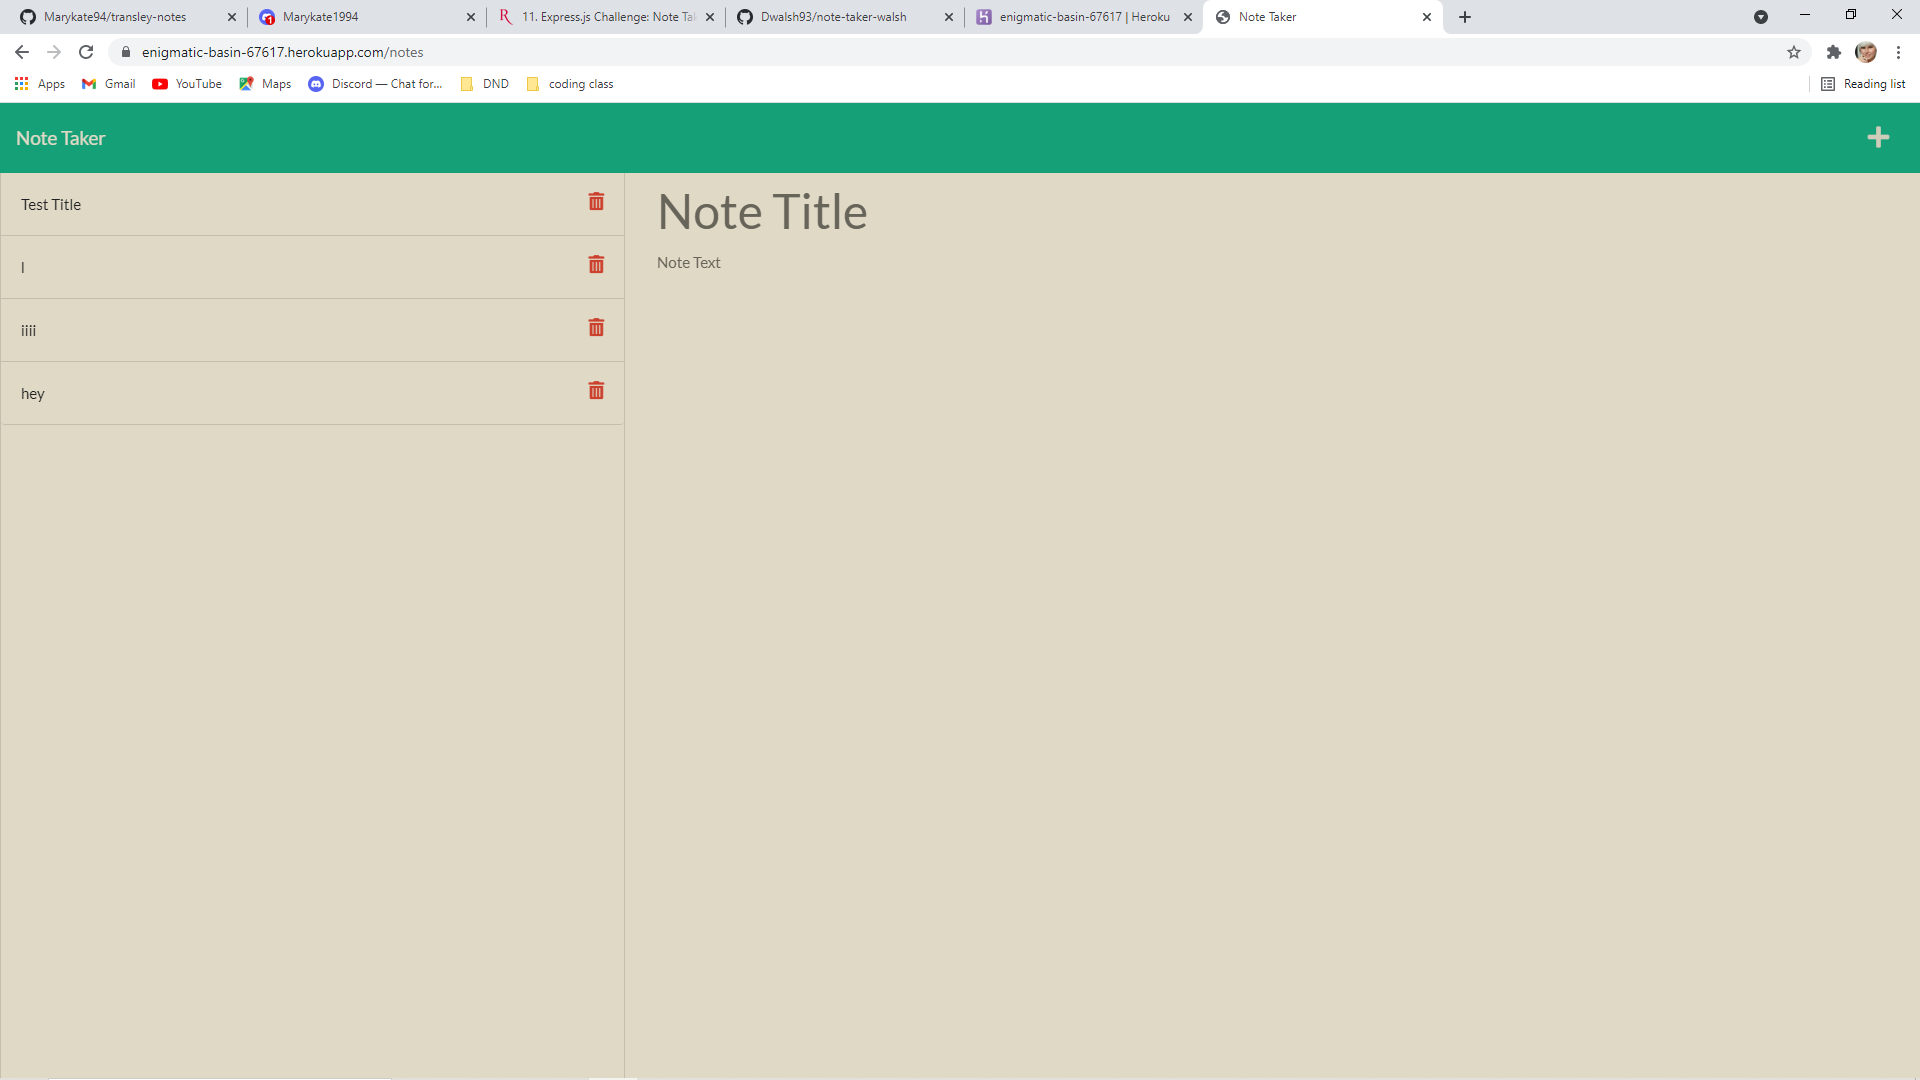 Marykate94/transley-notes
Marykate1994
11. Express.js Challenge: Note Tak
Dwalsh93/note-taker-walsh
enigmatic-basin-67617 | Heroku
Note Taker
enigmatic-basin-67617.herokuapp.com/notes
Apps
Gmail
YouTube
Maps
Discord — Chat for...
DND
coding class
Reading list
Note Taker
Test Title
I
iiii
hey
Note Title
Note Text